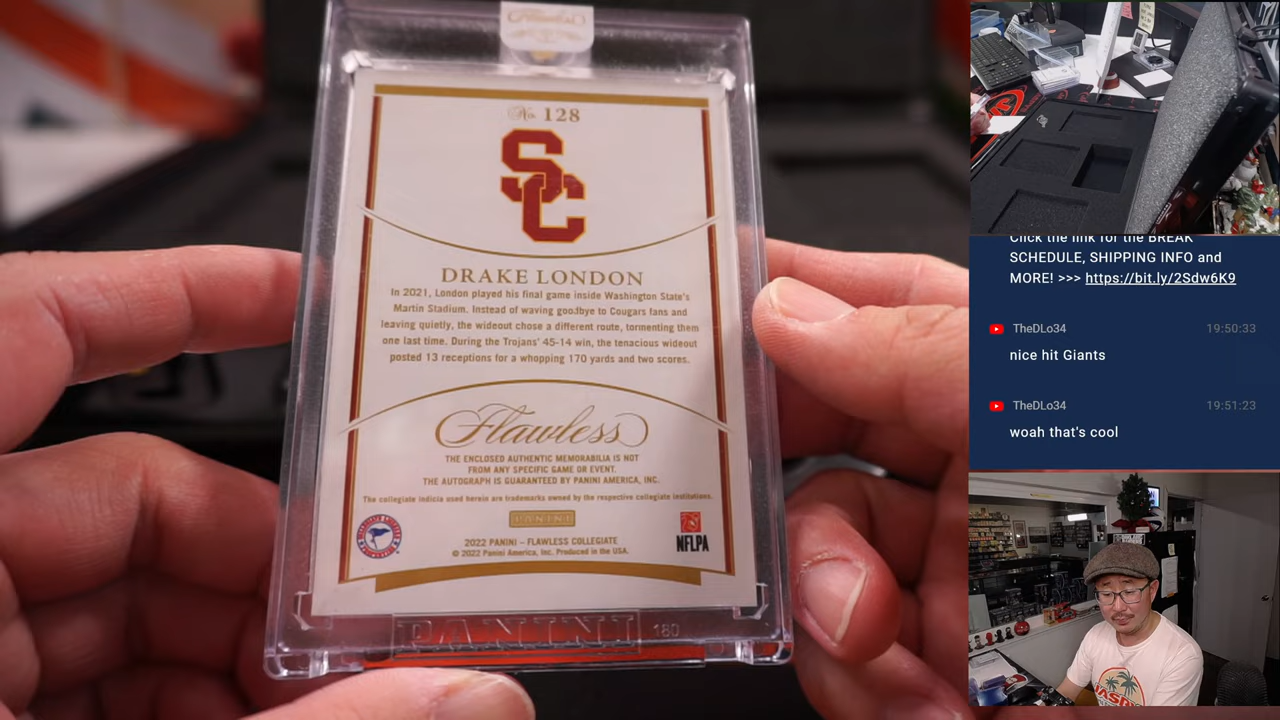 Flawless
No. 128
SC
DRAKE LONDON
In 2021, London played his final game inside Washington State's
Martin Stadium. Instead of waving goodbye to Cougars fans and
leaving quietly, the wideout chose a different route, tormenting them
one last time. During the Trojans' 45-14 win, the tenacious wideout
posted 13 receptions for a whopping 170 yards and two scores.
Flawless
THE ENCLOSED AUTHENTIC MEMORABILIA IS NOT
FROM ANY SPECIFIC GAME OR EVENT.
THE AUTOGRAPH IS GUARANTEED BY PANINI AMERICA, INC.
The collegiate indicia used herein are trademarks owned by the respective collegiate institutions.
PANINI
2022 PANINI – FLAWLESS COLLEGIATE
© 2022 Panini America, Inc. Produced in the USA.
NFLPA
PANINI 180
Click the link for the BREAK
SCHEDULE, SHIPPING INFO and
MORE! >>> https://bit.ly/2Sdw6K9
TheDLo34 19:50:33
nice hit Giants
TheDLo34 19:51:23
woah that's cool